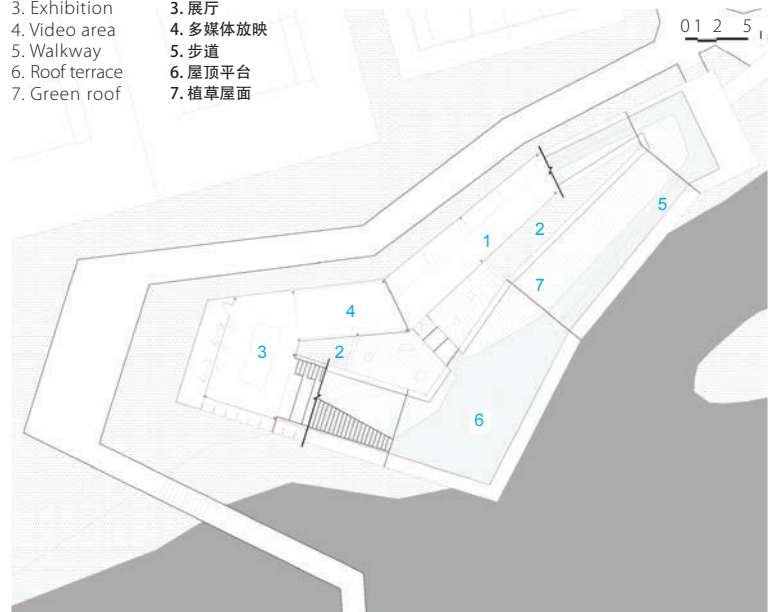 3. Exhibition 3. 展厅
4. Video area 4. 多媒体放映
5. Walkway 5. 步道
6. Roof terrace 6. 屋顶平台
7. Green roof 7. 植草屋面
0 1 2 5
5
2
1
7
4
3
2
6